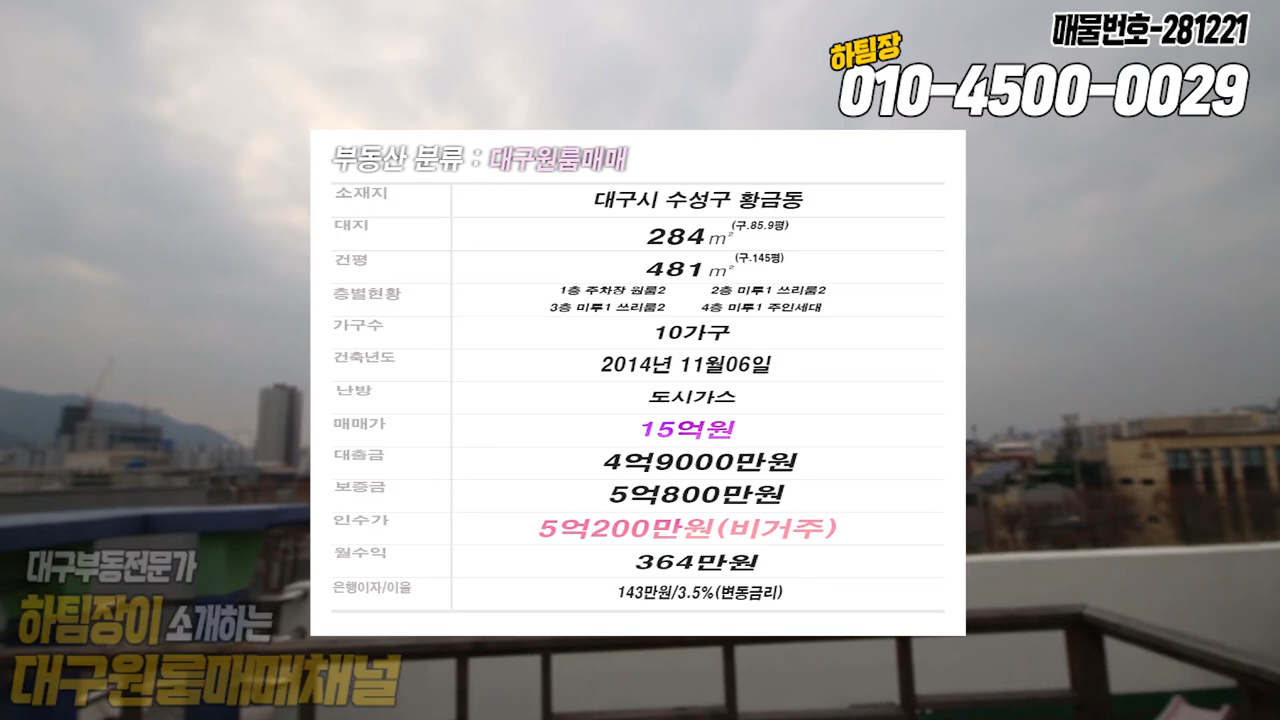 매물번호-281221
하팀장
010-4500-0029
부동산 분류 : 대구원룸매매
소재지 대구시 수성구 황금동
대지 284㎡ (구.85.9평)
건평 481㎡ (구.145평)
층별현황 1층 주차장 원룸2 2층 미투1 쓰리룸2
3층 미투1 쓰리룸2 4층 미투1 주인세대
가구수 10가구
건축년도 2014년 11월06일
난방 도시가스
매매가 15억원
대출금 4억9000만원
보증금 5억800만원
인수가 5억200만원(비거주)
월수익 364만원
은행이자/이율 143만원/3.5%(변동금리)
대구부동전문가
하팀장이 소개하는
대구원룸매매채널